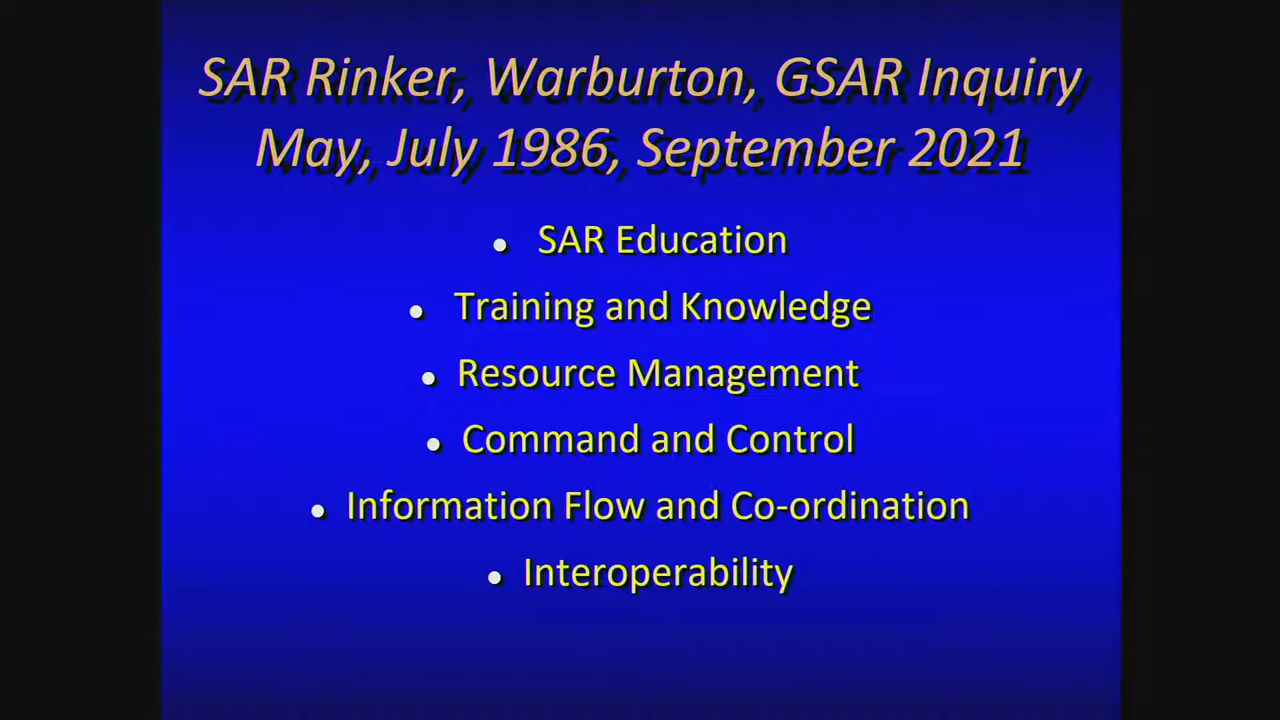 SAR Rinker, Warburton, GSAR Inquiry
May, July 1986, September 2021
• SAR Education
• Training and Knowledge
• Resource Management
• Command and Control
• Information Flow and Co-ordination
• Interoperability